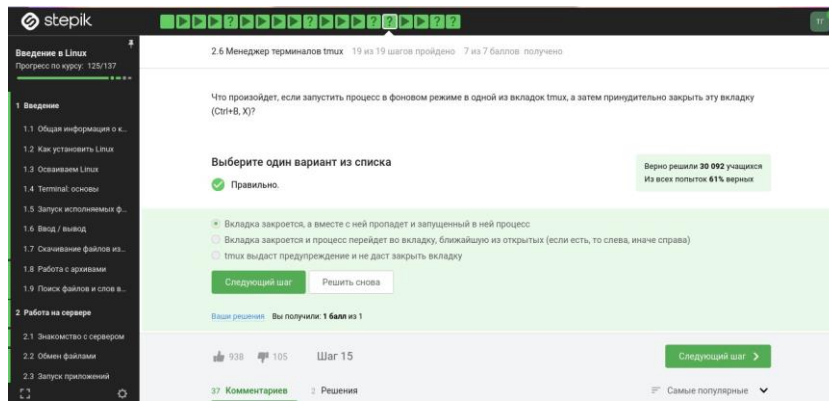 stepik
ТГ
Введение в Linux
Прогресс по курсу: 125/137
2.6 Менеджер терминалов tmux 19 из 19 шагов пройдено 7 из 7 баллов получено
1 Введение
1.1 Общая информация о к...
1.2 Как установить Linux
1.3 Осваиваем Linux
1.4 Terminal: основы
1.5 Запуск исполняемых ф...
1.6 Ввод / вывод
1.7 Скачивание файлов из...
1.8 Работа с архивами
1.9 Поиск файлов и слов в...
2 Работа на сервере
2.1 Знакомство с сервером
2.2 Обмен файлами
2.3 Запуск приложений
Что произойдет, если запустить процесс в фоновом режиме в одной из вкладок tmux, а затем принудительно закрыть эту вкладку
(Ctrl+B, X)?
Выберите один вариант из списка
Правильно.
Верно решили 30 092 учащихся
Из всех попыток 61% верных
Вкладка закроется, а вместе с ней пропадет и запущенный в ней процесс
Вкладка закроется и процесс перейдет во вкладку, ближайшую из открытых (если есть, то слева, иначе справа)
tmux выдаст предупреждение и не даст закрыть вкладку
Следующий шаг Решить снова
Ваши решения Вы получили: 1 балл из 1
938 105 Шаг 15 Следующий шаг
37 Комментариев 2 Решения Самые популярные